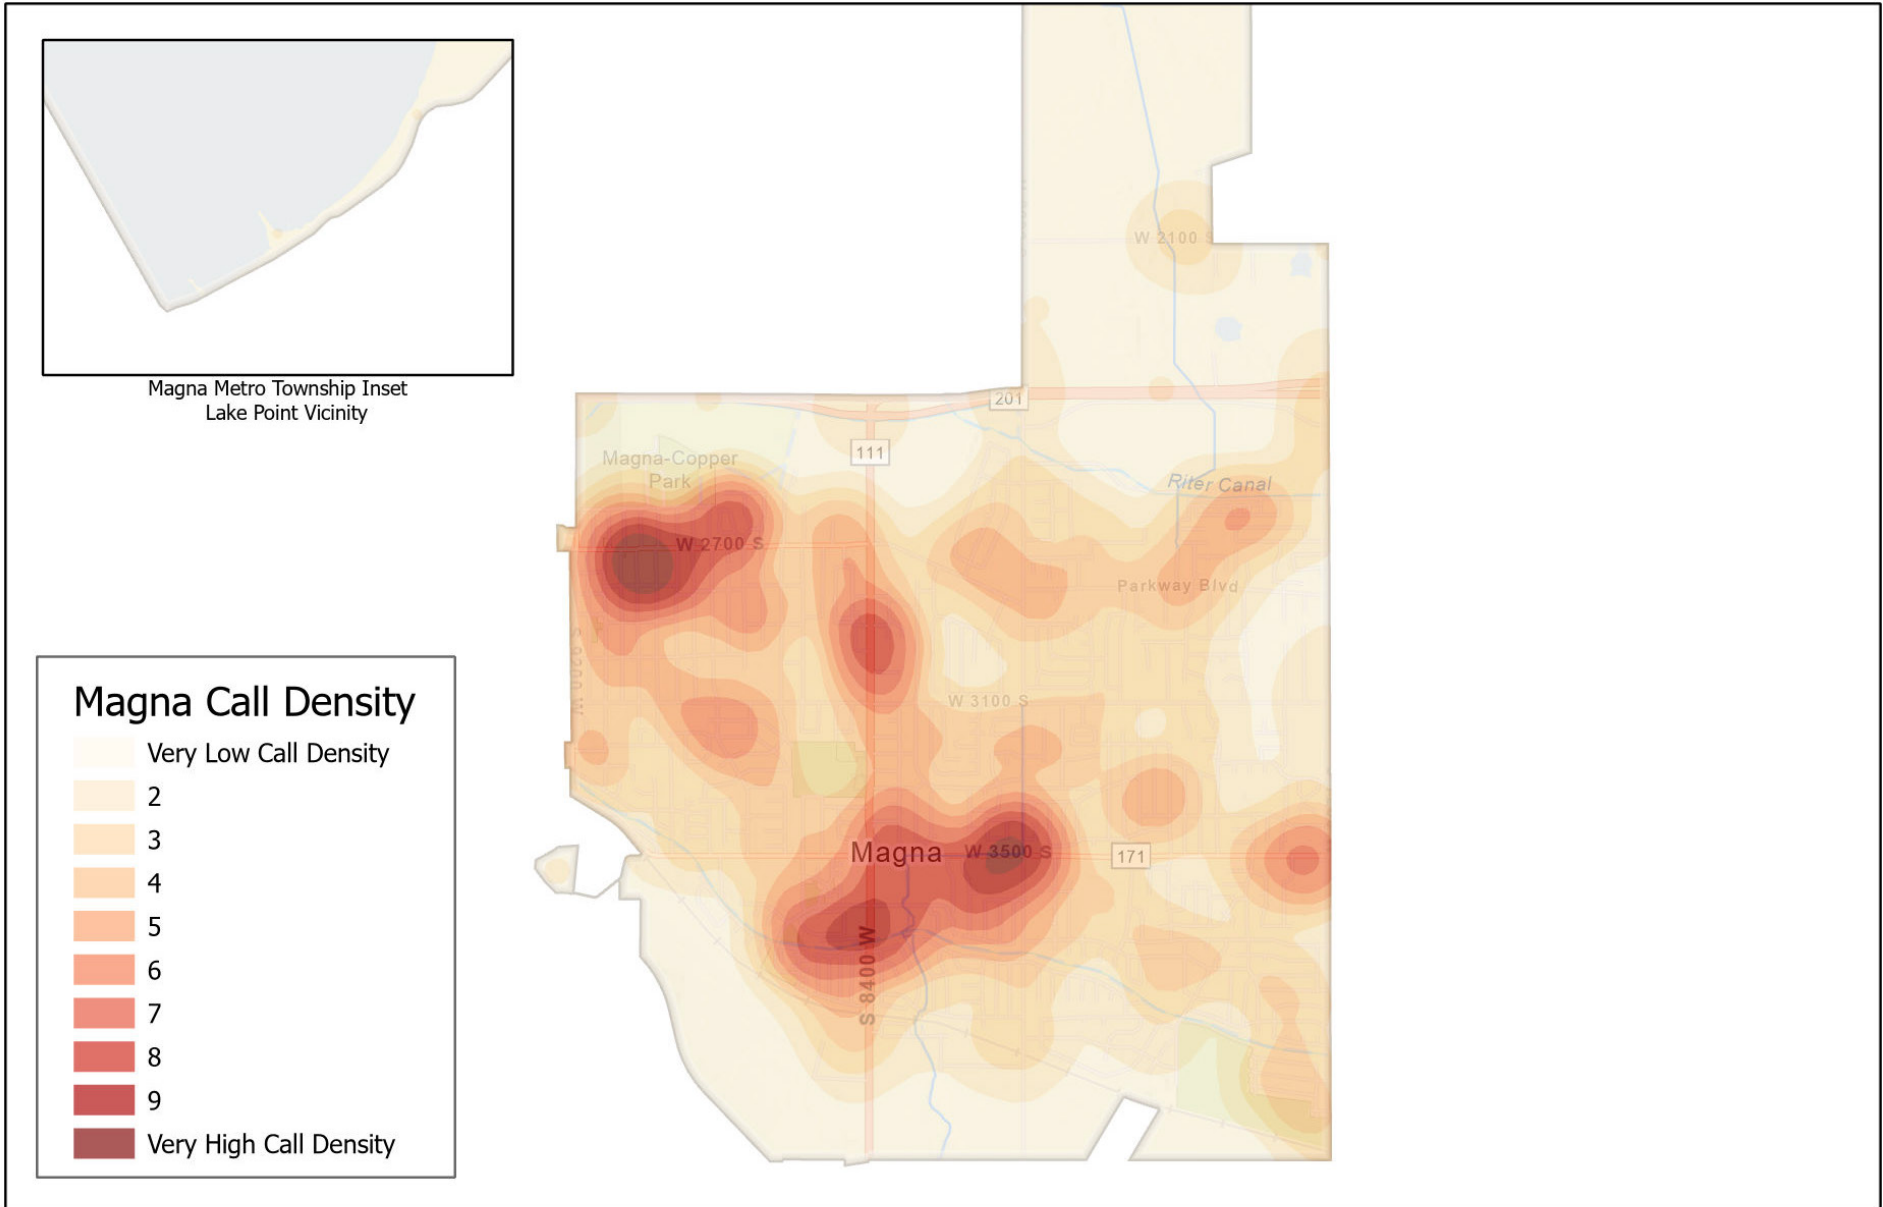 Magna Metro Township Inset
Lake Point Vicinity
W 2100 S
201
111
Magna-Copper
Park
Riter Canal
W 2700 S
Parkway Blvd
S 9200 W
W 3100 S
Magna
W 3500 S
171
S 8400 W
Magna Call Density
Very Low Call Density
2
3
4
5
6
7
8
9
Very High Call Density